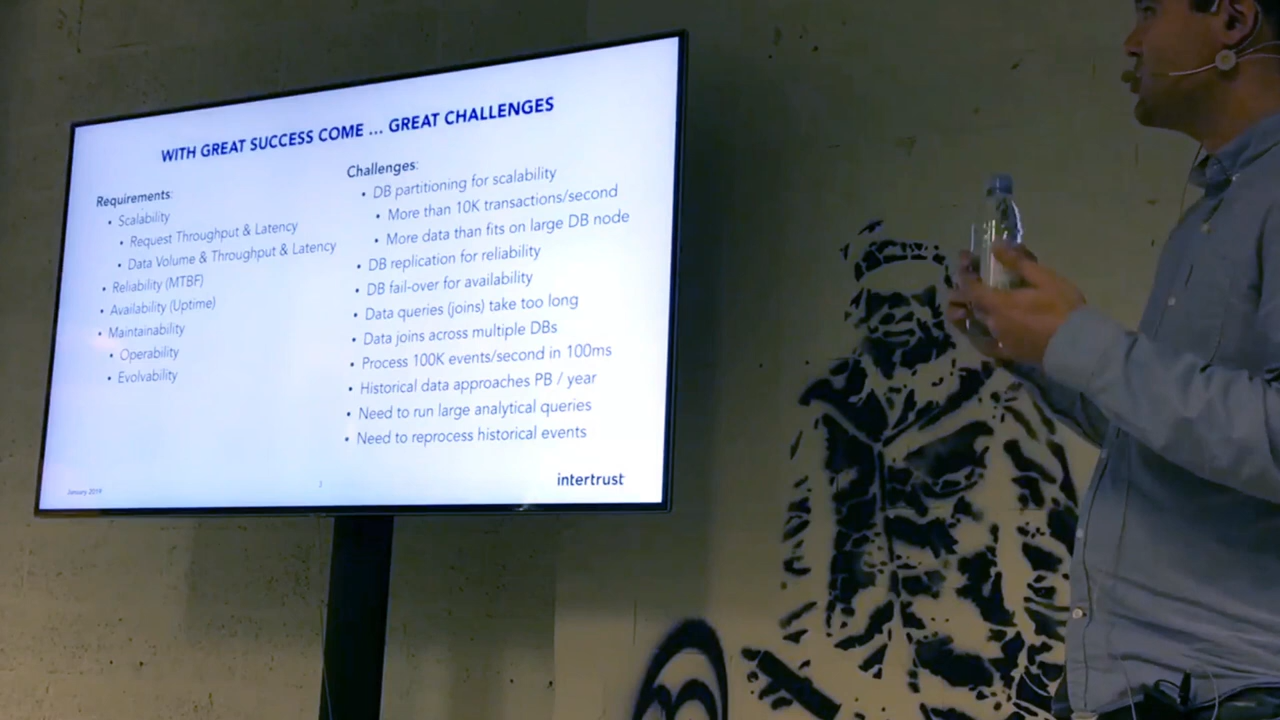 WITH GREAT SUCCESS COME ... GREAT CHALLENGES
Requirements:
• Scalability
• Request Throughput & Latency
• Data Volume & Throughput & Latency
• Reliability (MTBF)
• Availability (Uptime)
• Maintainability
• Operability
• Evolvability
Challenges:
• DB partitioning for scalability
• More than 10K transactions/second
• More data than fits on large DB node
• DB replication for reliability
• DB fail-over for availability
• Data queries (joins) take too long
• Data joins across multiple DBs
• Process 100K events/second in 100ms
• Historical data approaches PB / year
• Need to run large analytical queries
• Need to reprocess historical events
January 2019
3
intertrust